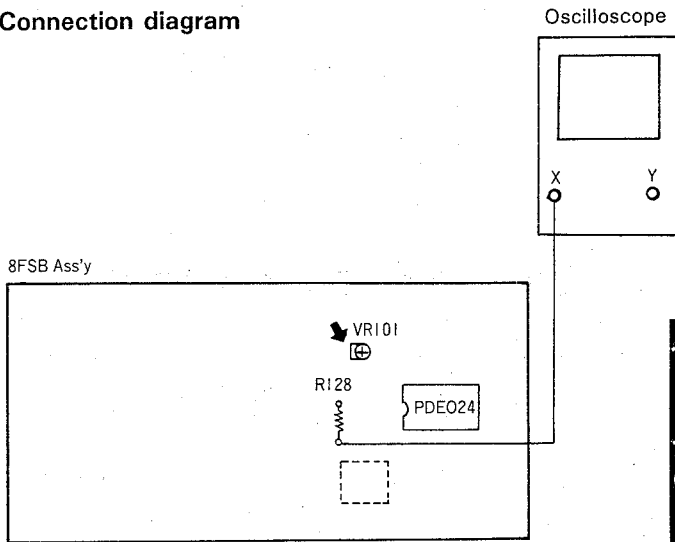 Connection diagram
Oscilloscope
X
Y
8FSB Ass'y
VR101
R128
PDE024